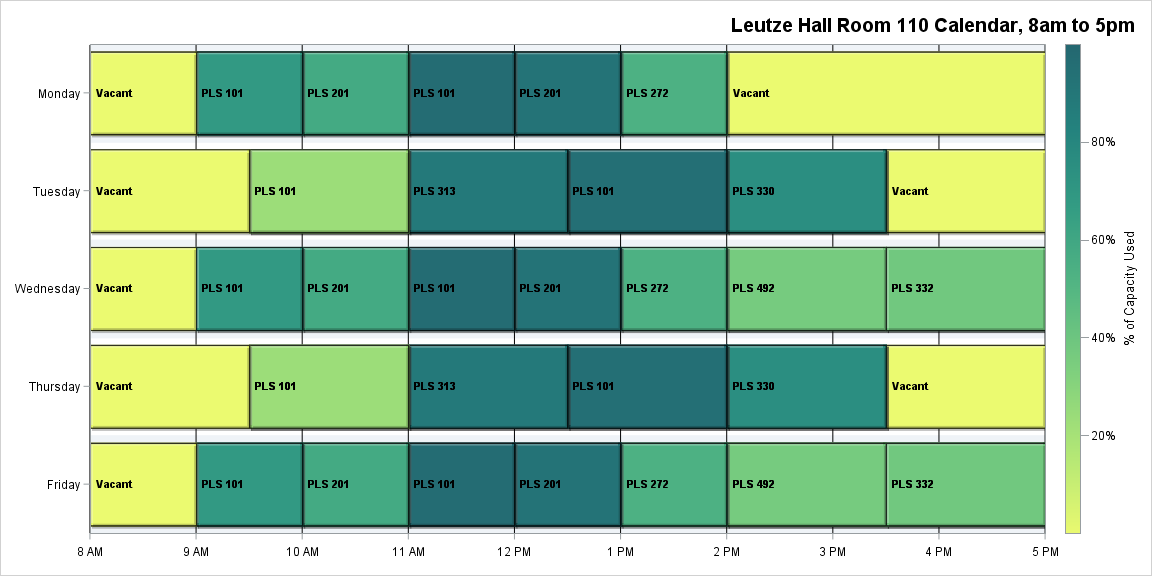 Leutze Hall Room 110 Calendar, 8am to 5pm
Monday
Vacant
PLS 101
PLS 201
PLS 101
PLS 201
PLS 272
Vacant
Tuesday
Vacant
PLS 101
PLS 313
PLS 101
PLS 330
Vacant
Wednesday
Vacant
PLS 101
PLS 201
PLS 101
PLS 201
PLS 272
PLS 492
PLS 332
Thursday
Vacant
PLS 101
PLS 313
PLS 101
PLS 330
Vacant
Friday
Vacant
PLS 101
PLS 201
PLS 101
PLS 201
PLS 272
PLS 492
PLS 332
8 AM
9 AM
10 AM
11 AM
12 PM
1 PM
2 PM
3 PM
4 PM
5 PM
80%
60%
40%
20%
% of Capacity Used